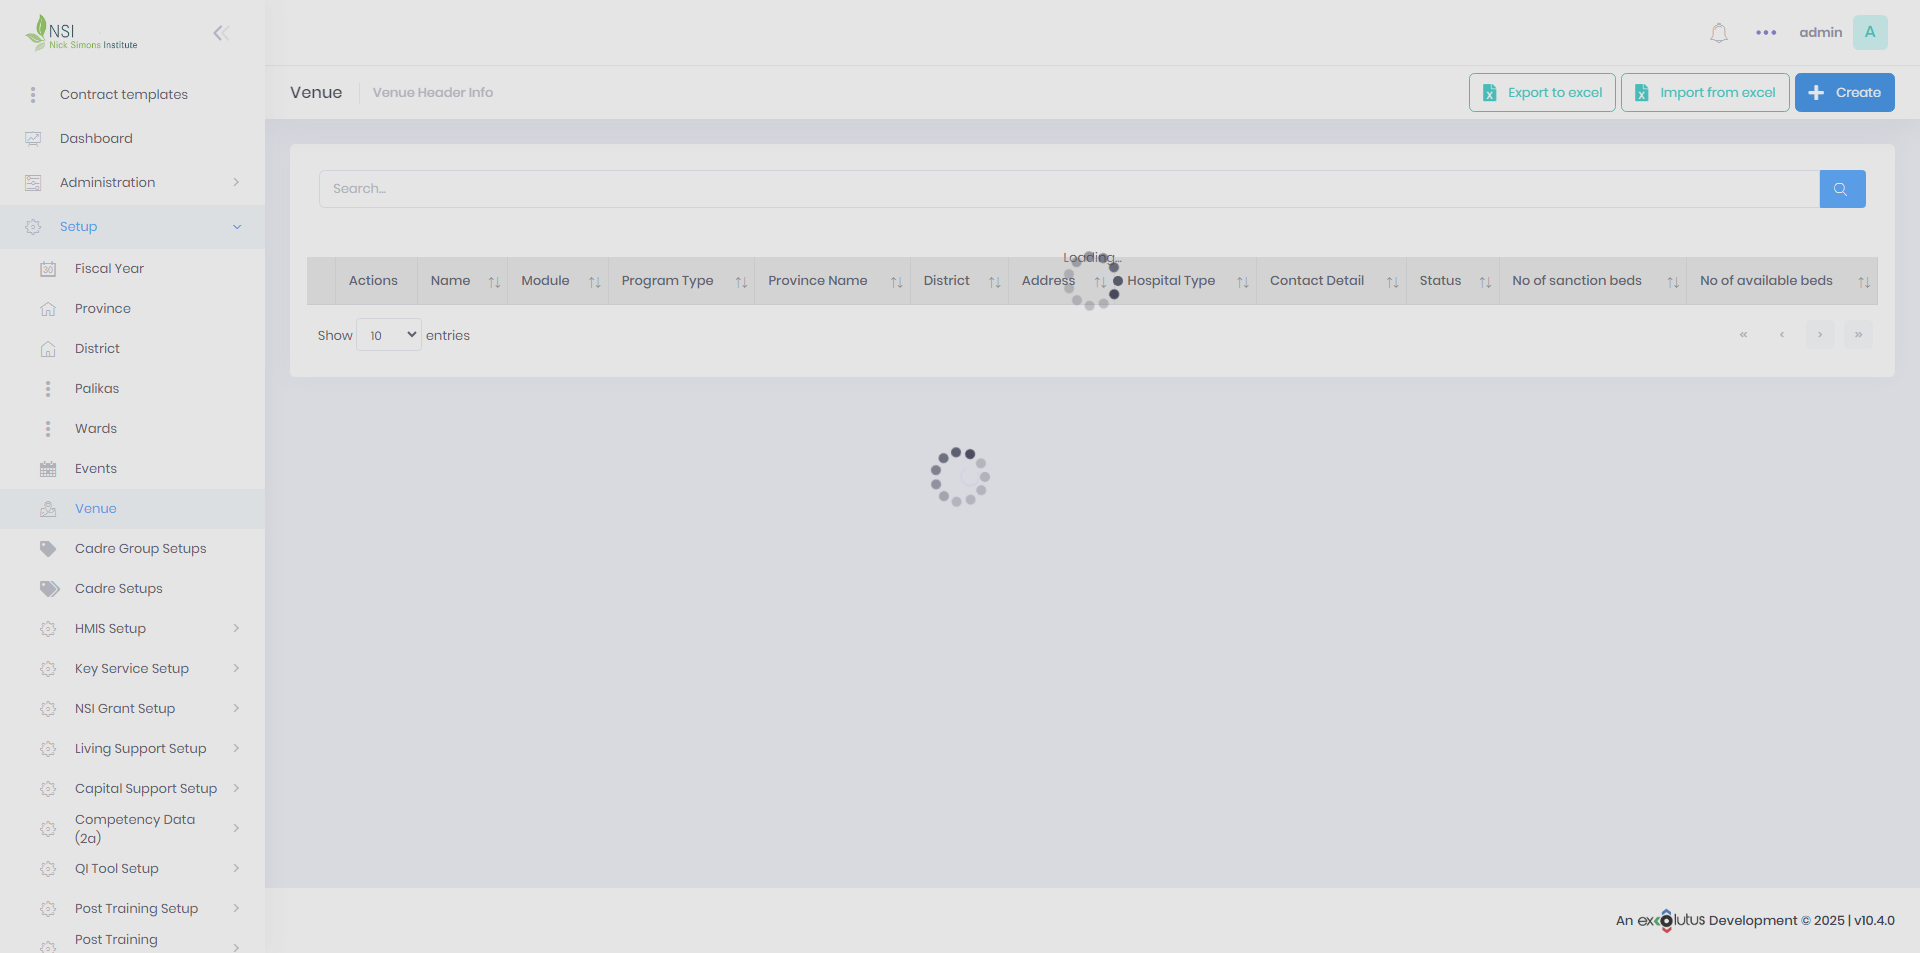 NSI
Nick Simons Institute
admin
A
Contract templates
Dashboard
Administration
Setup
Fiscal Year
Province
District
Palikas
Wards
Events
Venue
Cadre Group Setups
Cadre Setups
HMIS Setup
Key Service Setup
NSI Grant Setup
Living Support Setup
Capital Support Setup
Competency Data
(2a)
QI Tool Setup
Post Training Setup
Post Training
Venue
Venue Header Info
Export to excel
Import from excel
Create
Search...
Loading...
Actions
Name
Module
Program Type
Province Name
District
Address
Hospital Type
Contact Detail
Status
No of sanction beds
No of available beds
Show 10 entries
« ‹ › »
An exolutus Development © 2025 | v10.4.0